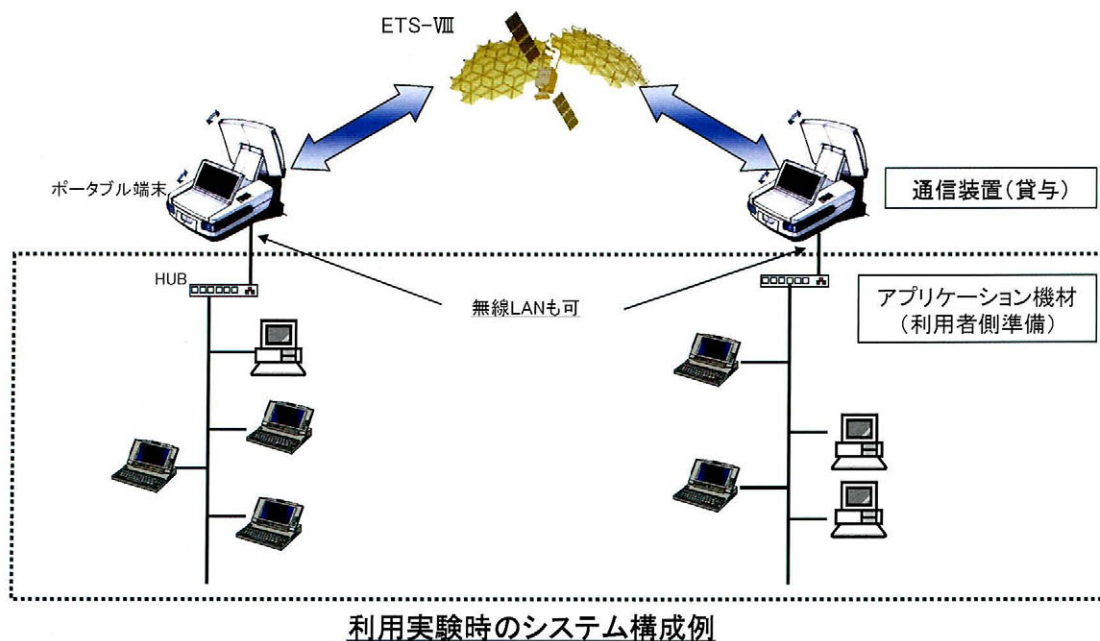 ETS-Ⅷ
ポータブル端末
通信装置(貸与)
HUB
無線LANも可
アプリケーション機材
(利用者側準備)
利用実験時のシステム構成例